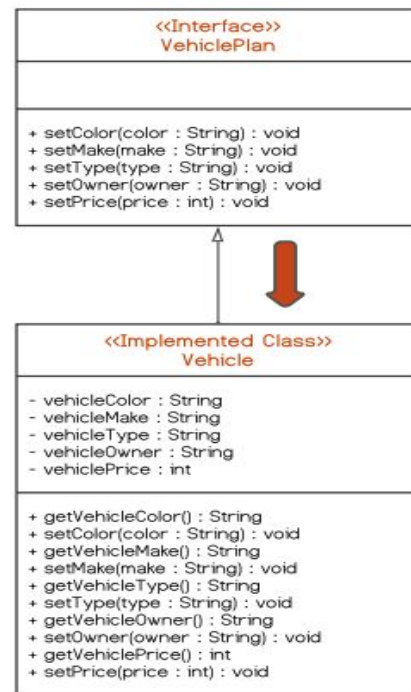 <<Interface>>
VehiclePlan
+ setColor(color : String) : void
+ setMake(make : String) : void
+ setType(type : String) : void
+ setOwner(owner : String) : void
+ setPrice(price : int) : void
<<Implemented Class>>
Vehicle
- vehicleColor : String
- vehicleMake : String
- vehicleType : String
- vehicleOwner : String
- vehiclePrice : int
+ getVehicleColor() : String
+ setColor(color : String) : void
+ getVehicleMake() : String
+ setMake(make : String) : void
+ getVehicleType() : String
+ setType(type : String) : void
+ getVehicleOwner() : String
+ setOwner(owner : String) : void
+ getVehiclePrice() : int
+ setPrice(price : int) : void